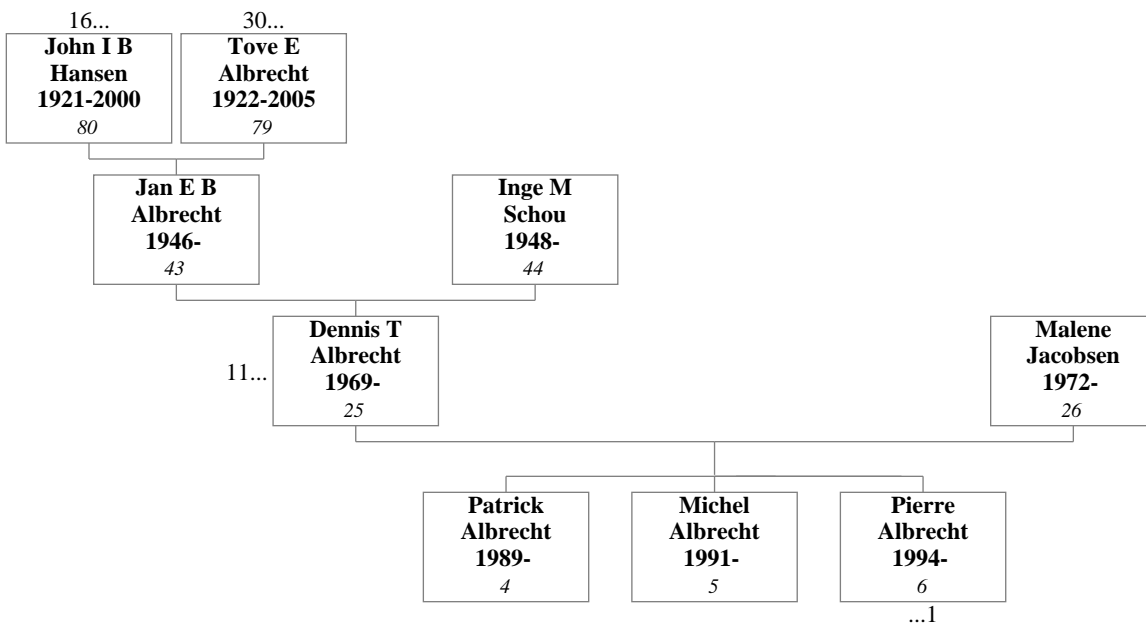 16...
30...
John I B
Hansen
1921-2000
80
Tove E
Albrecht
1922-2005
79
Jan E B
Albrecht
1946-
43
Inge M
Schou
1948-
44
11...
Dennis T
Albrecht
1969-
25
Malene
Jacobsen
1972-
26
Patrick
Albrecht
1989-
4
Michel
Albrecht
1991-
5
Pierre
Albrecht
1994-
6
...1